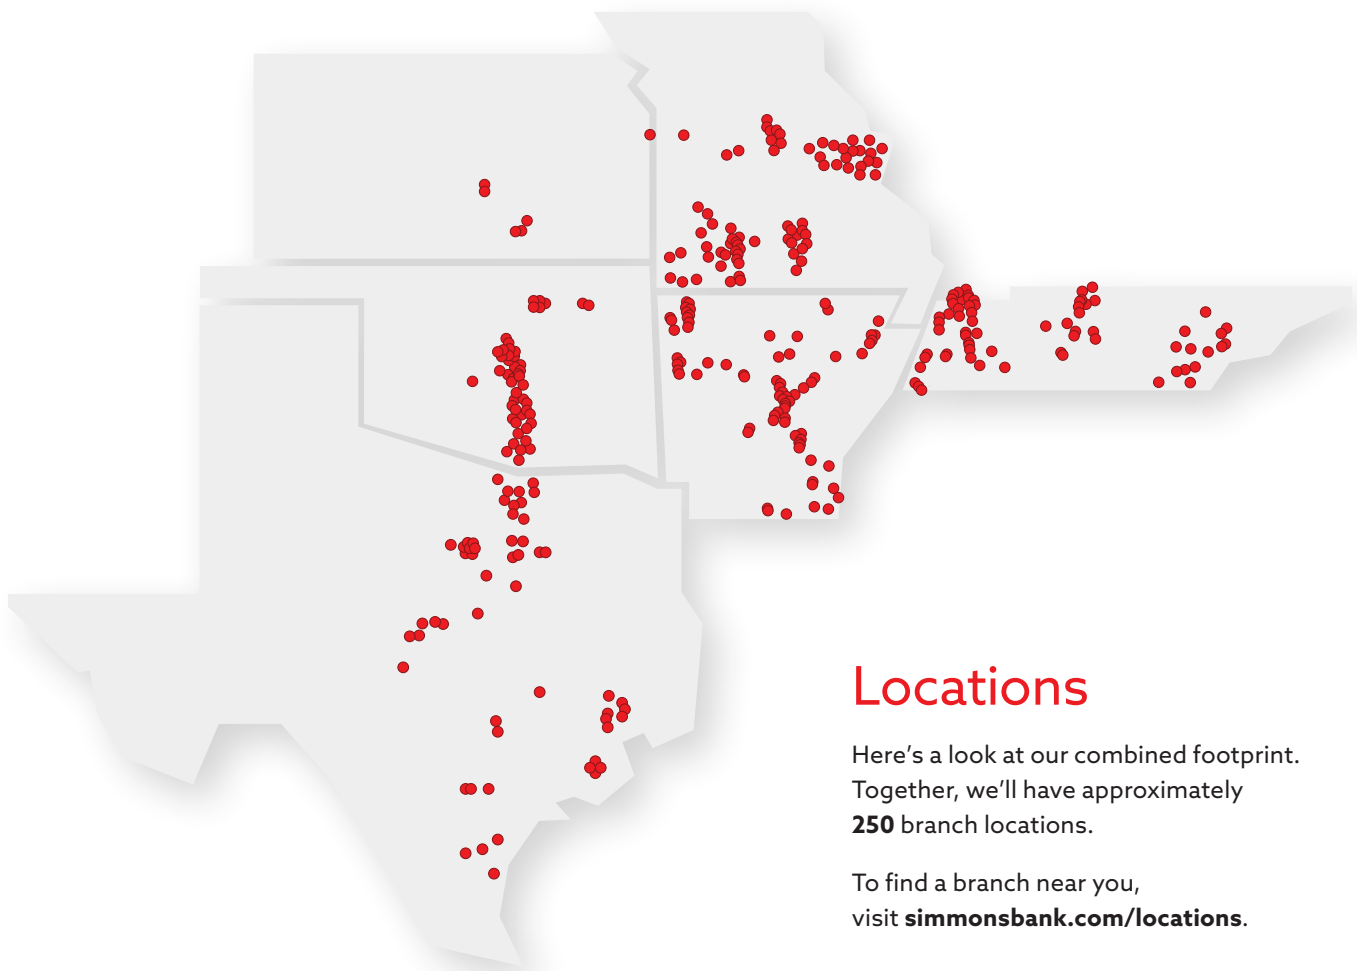 Locations
Here’s a look at our combined footprint.
Together, we’ll have approximately
250 branch locations.
To find a branch near you,
visit simmonsbank.com/locations.